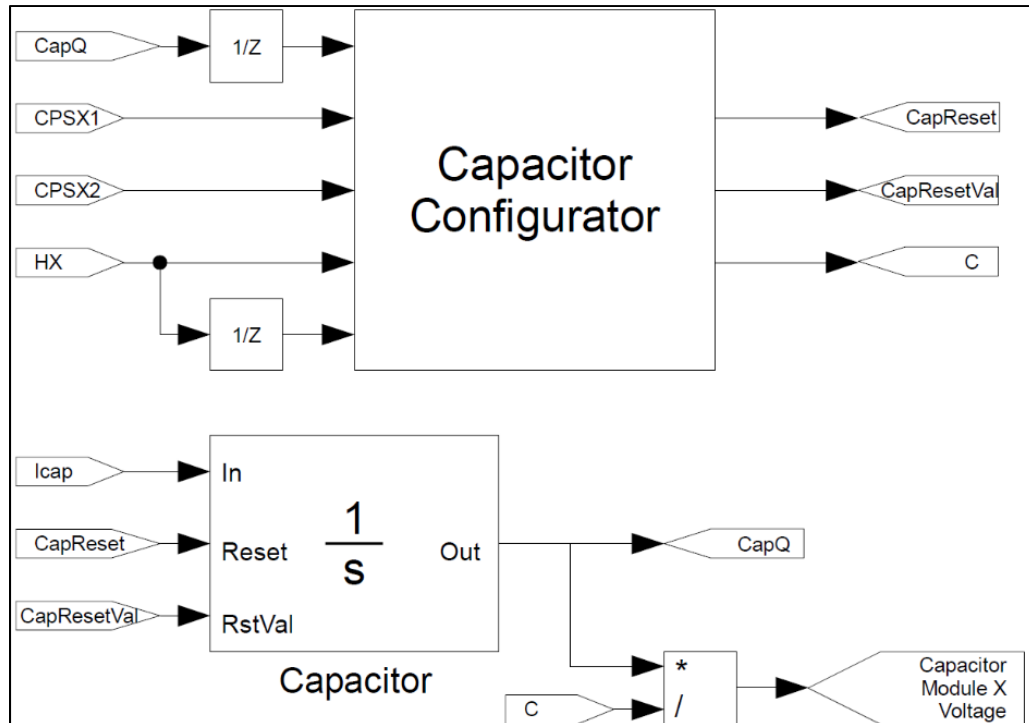 CapQ
1/Z
CPSX1
CapReset
Capacitor
Configurator
CPSX2
CapResetVal
HX
C
1/Z
Icap
In
CapReset
Reset
1
s
Out
CapQ
CapResetVal
RstVal
Capacitor
C
*
/
Capacitor
Module X
Voltage